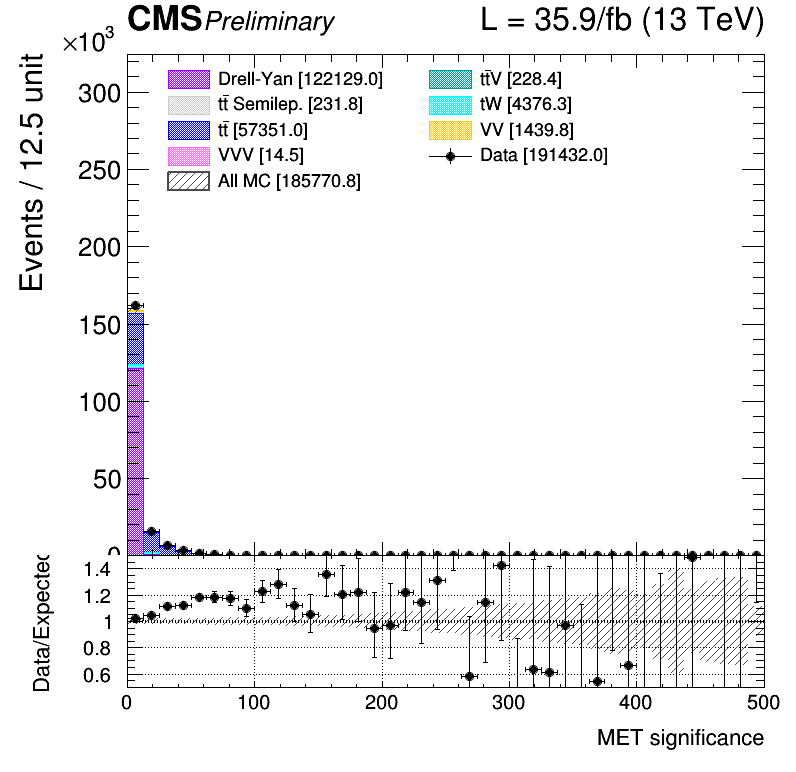 CMS Preliminary L = 35.9/fb (13 TeV)
×10³
Drell-Yan [122129.0]
tt̄ Semilep. [231.8]
tt̄ [57351.0]
VVV [14.5]
All MC [185770.8]
tt̄V [228.4]
tW [4376.3]
VV [1439.8]
Data [191432.0]
Events / 12.5 unit
300
250
200
150
100
50
0
Data/Expected
1.4
1.2
1
0.8
0.6
0 100 200 300 400 500
MET significance